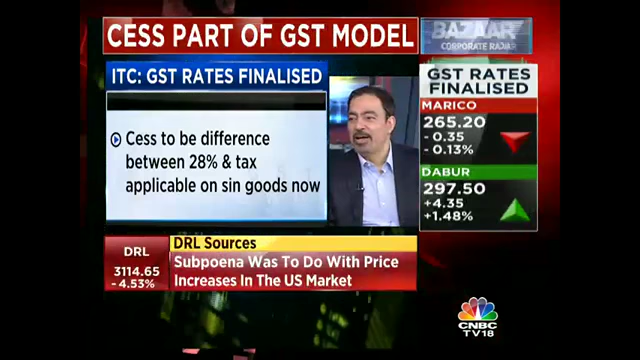 CESS PART OF GST MODEL
BAZAAR
CORPORATE RADAR
ITC: GST RATES FINALISED
Cess to be difference
between 28% & tax
applicable on sin goods now
GST RATES
FINALISED
MARICO
265.20
- 0.35
- 0.13%
DABUR
297.50
+4.35
+1.48%
DRL
3114.65
- 4.53%
DRL Sources
Subpoena Was To Do With Price
Increases In The US Market
CNBC
TV18